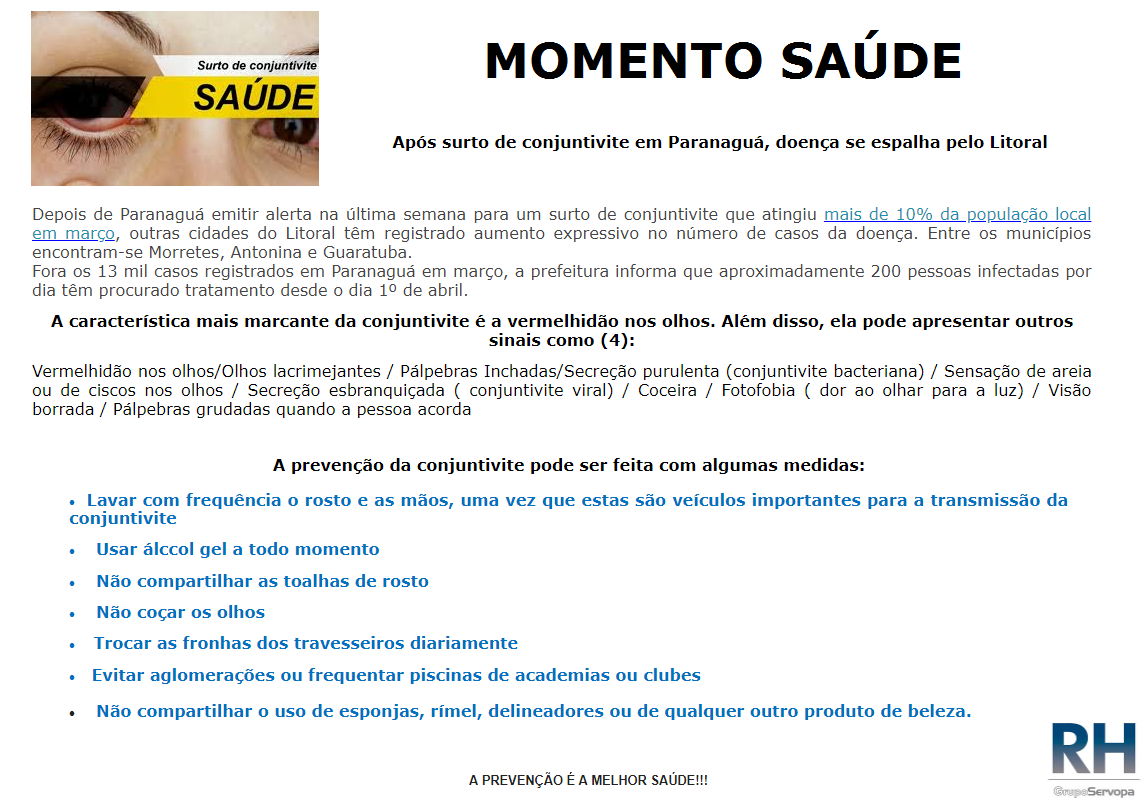 Surto de conjuntivite
SAÚDE
MOMENTO SAÚDE
Após surto de conjuntivite em Paranaguá, doença se espalha pelo Litoral
Depois de Paranaguá emitir alerta na última semana para um surto de conjuntivite que atingiu mais de 10% da população local
em março, outras cidades do Litoral têm registrado aumento expressivo no número de casos da doença. Entre os municípios
encontram-se Morretes, Antonina e Guaratuba.
Fora os 13 mil casos registrados em Paranaguá em março, a prefeitura informa que aproximadamente 200 pessoas infectadas por
dia têm procurado tratamento desde o dia 1º de abril.
A característica mais marcante da conjuntivite é a vermelhidão nos olhos. Além disso, ela pode apresentar outros
sinais como (4):
Vermelhidão nos olhos/Olhos lacrimejantes / Pálpebras Inchadas/Secreção purulenta (conjuntivite bacteriana) / Sensação de areia
ou de ciscos nos olhos / Secreção esbranquiçada ( conjuntivite viral) / Coceira / Fotofobia ( dor ao olhar para a luz) / Visão
borrada / Pálpebras grudadas quando a pessoa acorda
A prevenção da conjuntivite pode ser feita com algumas medidas:
• Lavar com frequência o rosto e as mãos, uma vez que estas são veículos importantes para a transmissão da
conjuntivite
• Usar álccol gel a todo momento
• Não compartilhar as toalhas de rosto
• Não coçar os olhos
• Trocar as fronhas dos travesseiros diariamente
• Evitar aglomerações ou frequentar piscinas de academias ou clubes
• Não compartilhar o uso de esponjas, rímel, delineadores ou de qualquer outro produto de beleza.
A PREVENÇÃO É A MELHOR SAÚDE!!!
RH
GrupoServopa